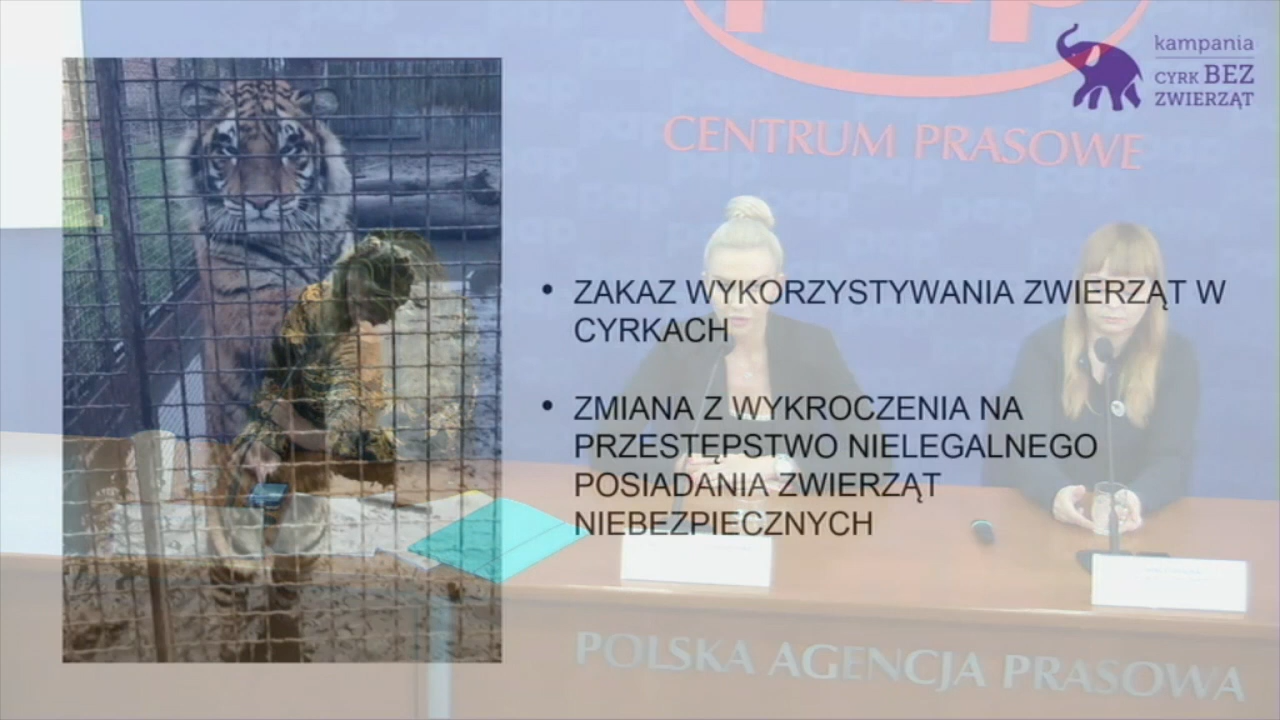 kampania
CYRK BEZ
ZWIERZĄT
CENTRUM PRASOWE
• ZAKAZ WYKORZYSTYWANIA ZWIERZĄT W
CYRKACH
• ZMIANA Z WYKROCZENIA NA
PRZESTĘPSTWO NIELEGALNEGO
POSIADANIA ZWIERZĄT
NIEBEZPIECZNYCH
POLSKA AGENCJA PRASOWA